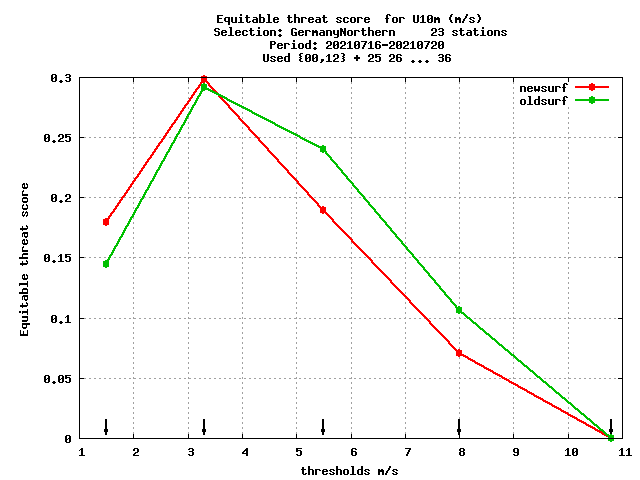 Equitable threat score  for U10m (m/s)
Selection: GermanyNorthern     23 stations
Period: 20210716-20210720
Used {00,12} + 25 26 ... 36
newsurf
oldsurf
0.3
0.25
0.2
0.15
0.1
0.05
0
Equitable threat score
1 2 3 4 5 6 7 8 9 10 11
thresholds m/s